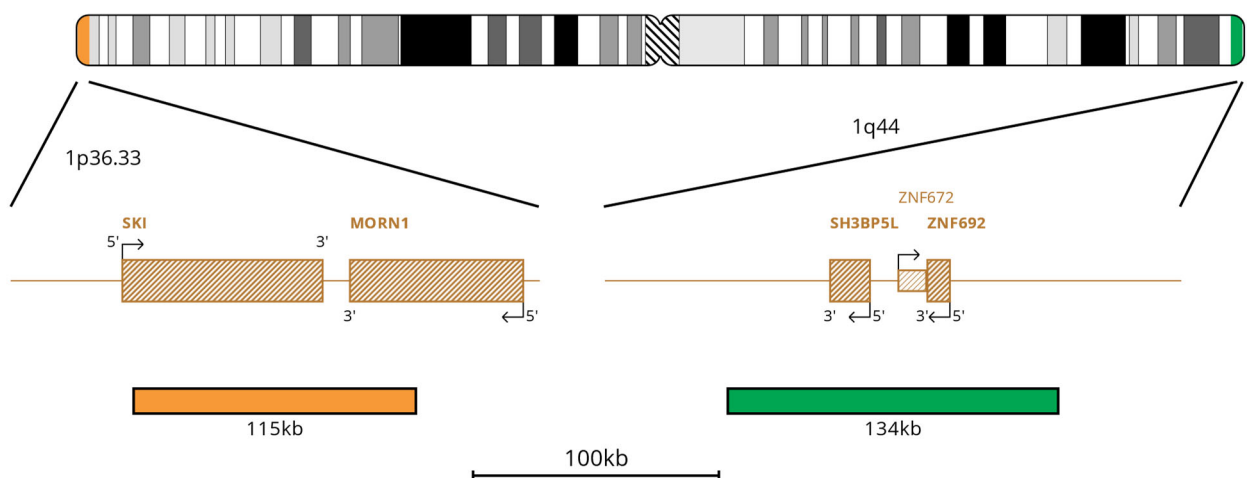 1p36.33
1q44
SKI
MORN1
5'
3'
3'
5'
ZNF672
SH3BP5L
ZNF692
3'
5'
3'
5'
115kb
134kb
100kb